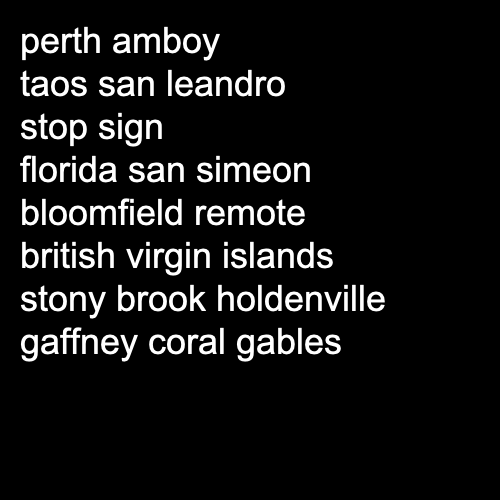 perth amboy
taos san leandro
stop sign
florida san simeon
bloomfield remote
british virgin islands
stony brook holdenville
gaffney coral gables